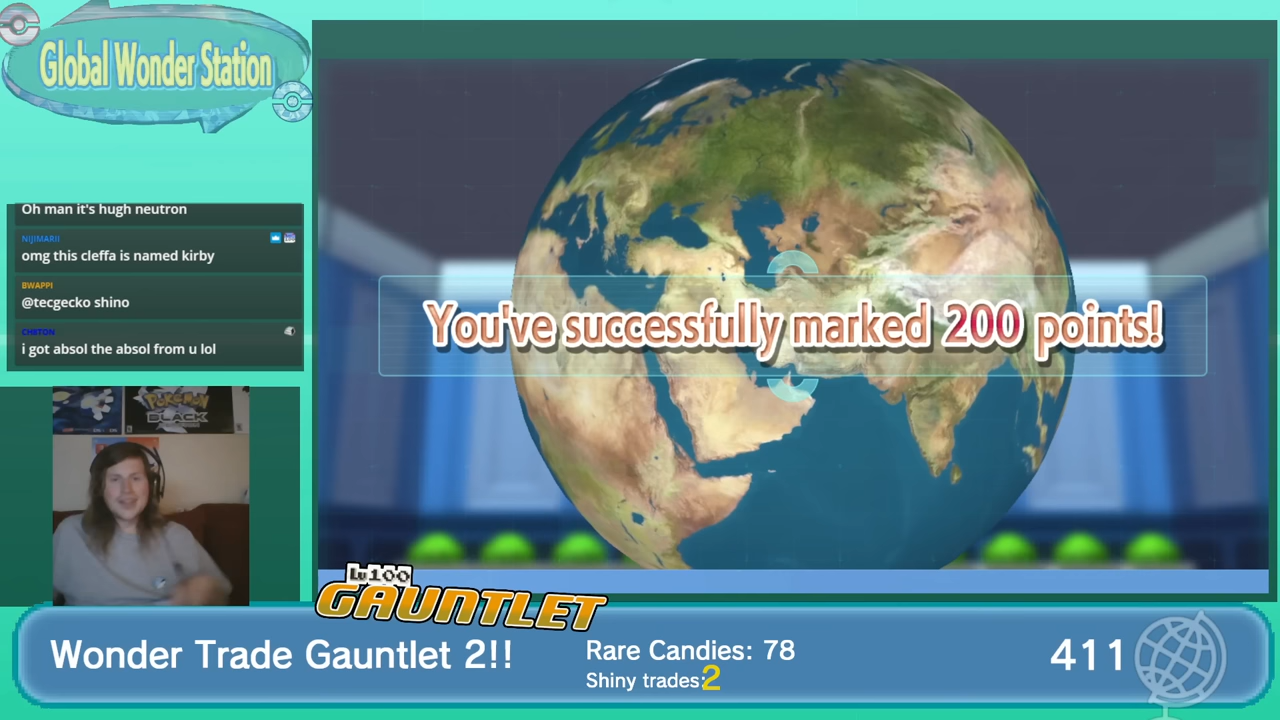 Global Wonder Station
Oh man it's hugh neutron
NIJIMARII
omg this cleffa is named kirby
BWAPPI
@tecgecko shino
CHBTON
i got absol the absol from u lol
POKéMON
BLACK
You've successfully marked 200 points!
Lv100
GAUNTLET
Wonder Trade Gauntlet 2!!
Rare Candies: 78
Shiny trades:2
411